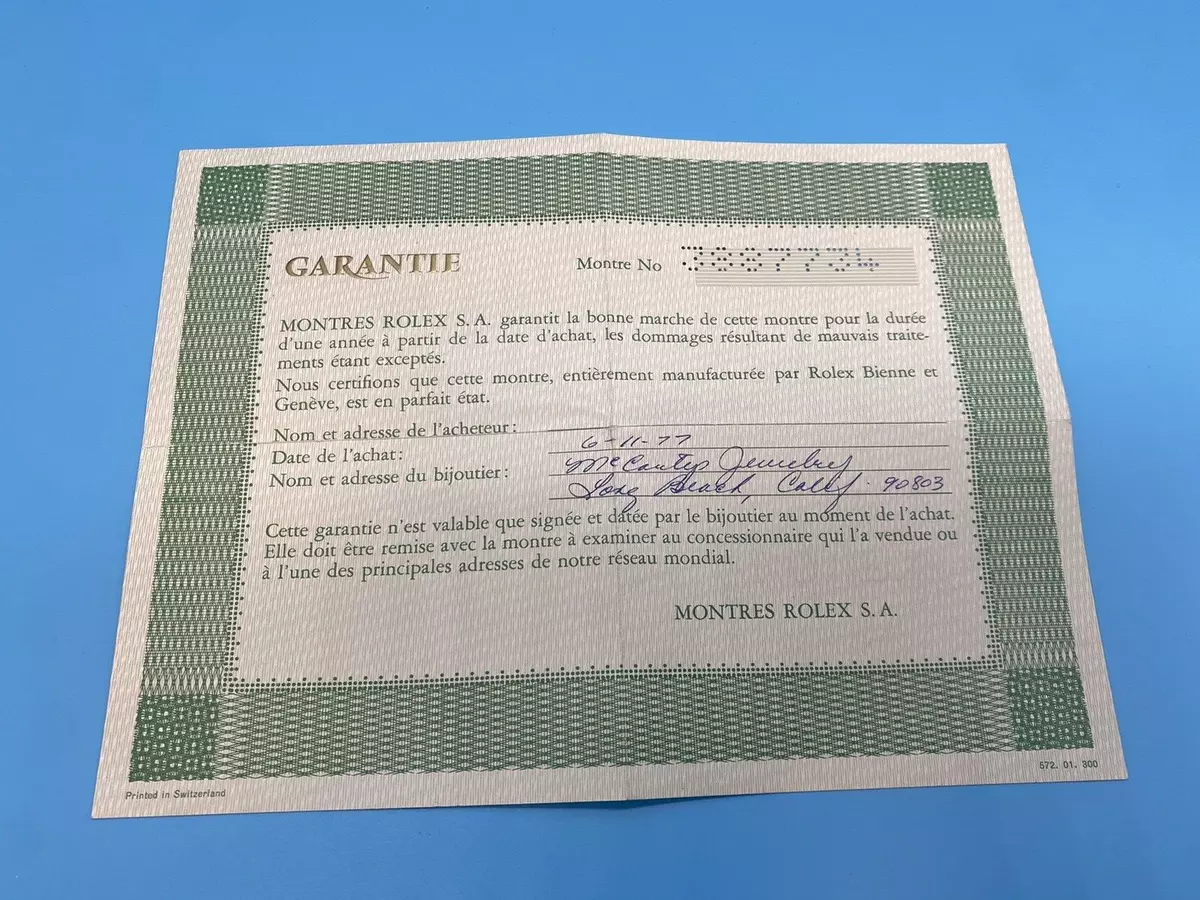 GARANTIE
Montre No 3887734
MONTRES ROLEX S. A. garantit la bonne marche de cette montre pour la durée
d'une année à partir de la date d'achat, les dommages résultant de mauvais traite-
ments étant exceptés.
Nous certifions que cette montre, entièrement manufacturée par Rolex Bienne et
Genève, est en parfait état.
Nom et adresse de l'acheteur:
Date de l'achat: 6-11-77
Nom et adresse du bijoutier: Jewelry
Long Beach, Calif. 90803
Cette garantie n'est valable que signée et datée par le bijoutier au moment de l'achat.
Elle doit être remise avec la montre à examiner au concessionnaire qui l'a vendue ou
à l'une des principales adresses de notre réseau mondial.
MONTRES ROLEX S. A.
Printed in Switzerland
572. 01. 300